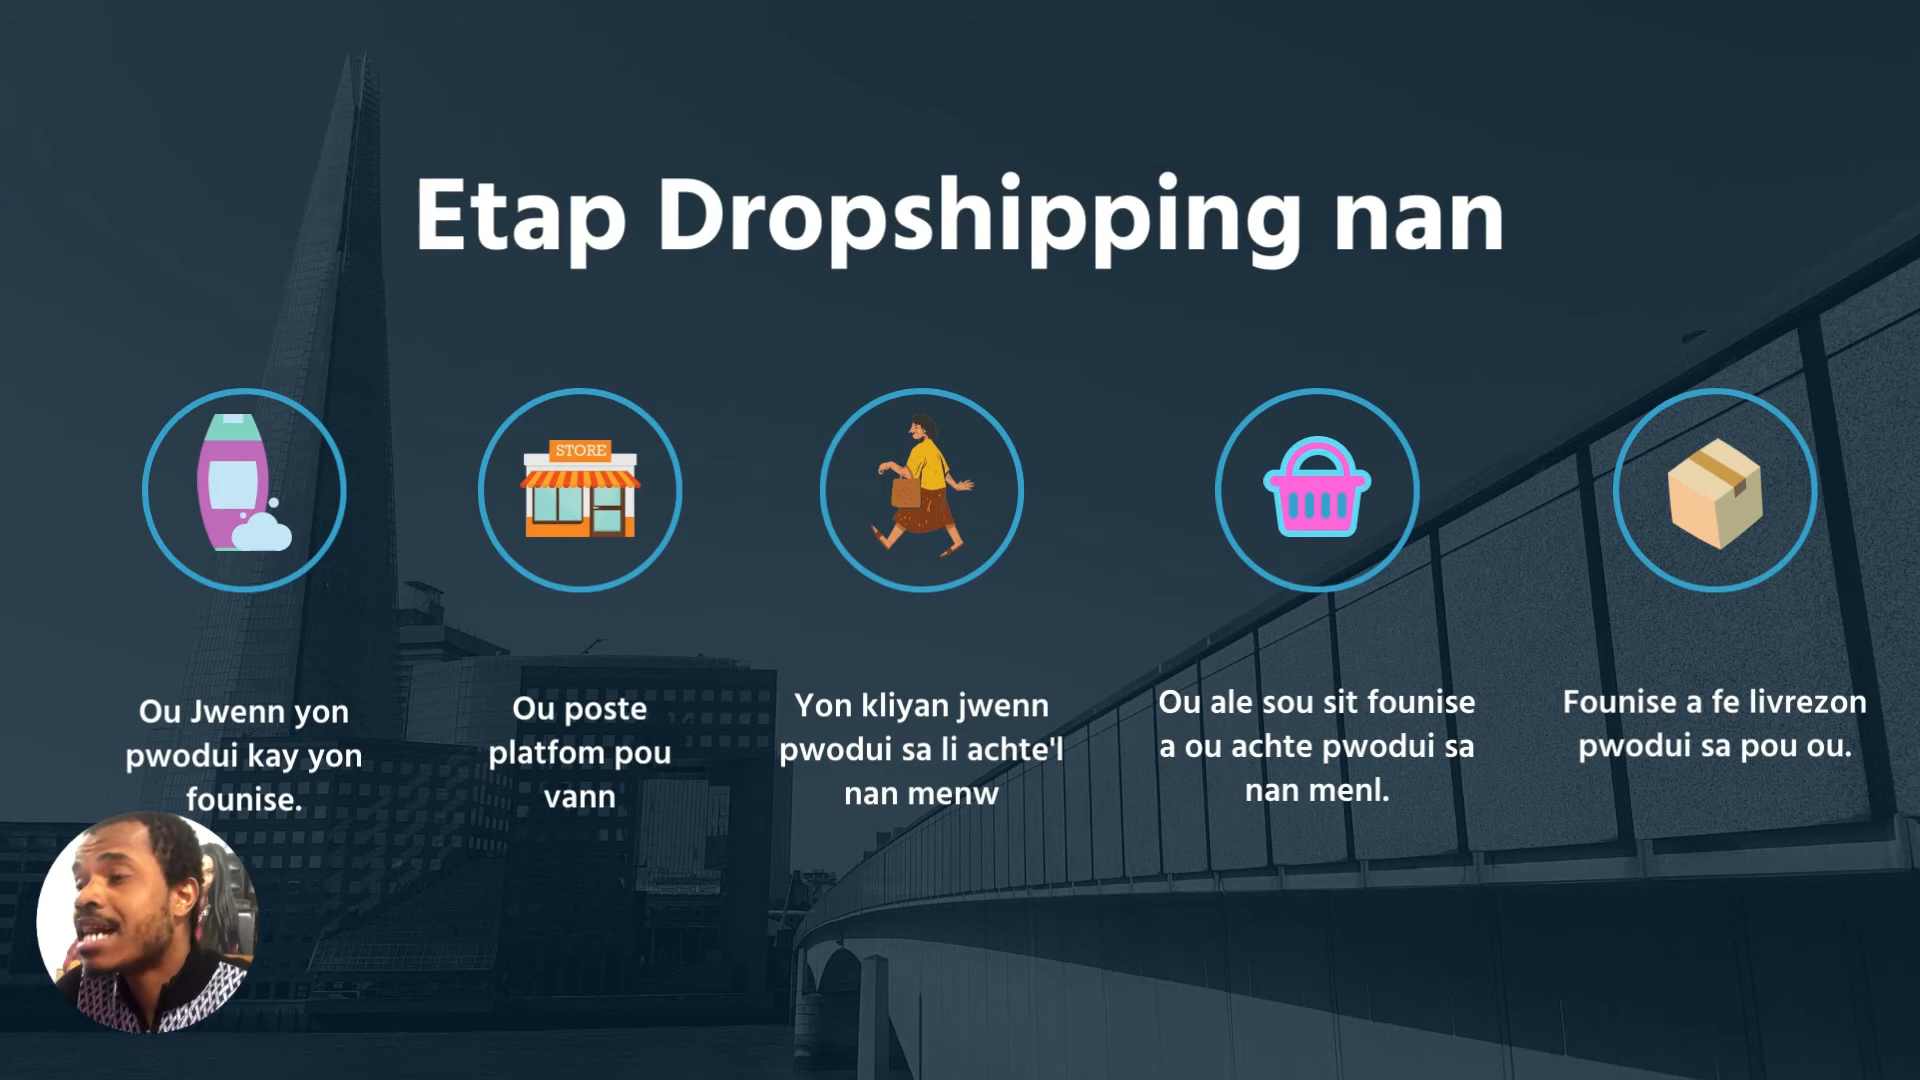 Etap Dropshipping nan
STORE
Ou Jwenn yon
pwodui kay yon
founise.
Ou poste
platfom pou
vann
Yon kliyan jwenn
pwodui sa li achte'l
nan menw
Ou ale sou sit founise
a ou achte pwodui sa
nan menl.
Founise a fe livrezon
pwodui sa pou ou.